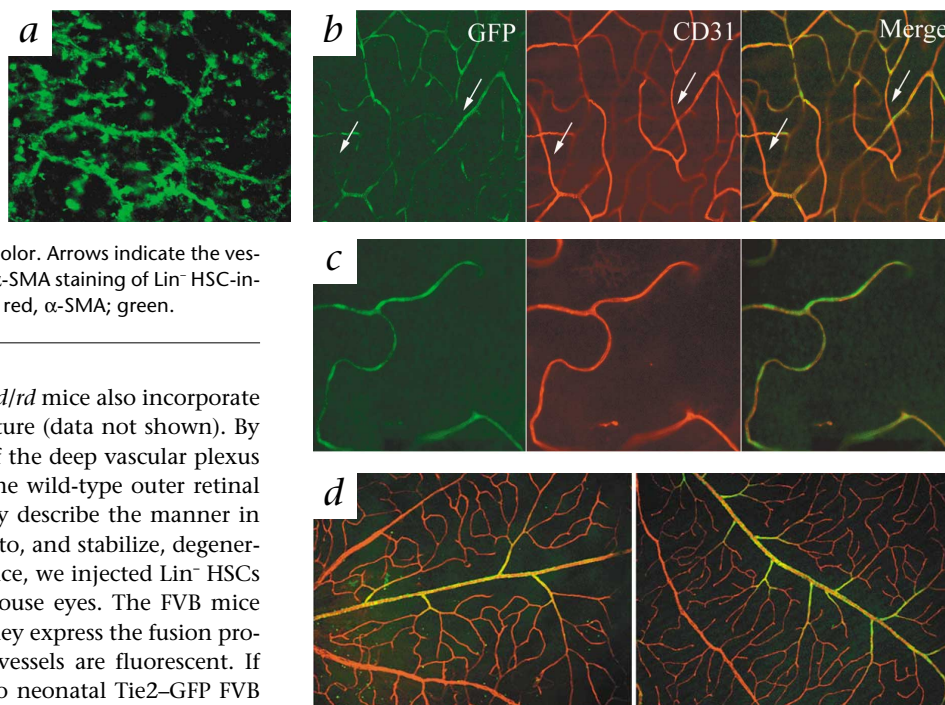 a
b
GFP
CD31
Merge
olor. Arrows indicate the ves-
-SMA staining of Lin⁻ HSC-in-
red, α-SMA; green.
c
d/rd mice also incorporate
ture (data not shown). By
f the deep vascular plexus
ne wild-type outer retinal
y describe the manner in
to, and stabilize, degener-
ice, we injected Lin⁻ HSCs
ouse eyes. The FVB mice
ey express the fusion pro-
vessels are fluorescent. If
o neonatal Tie2–GFP FVB
d